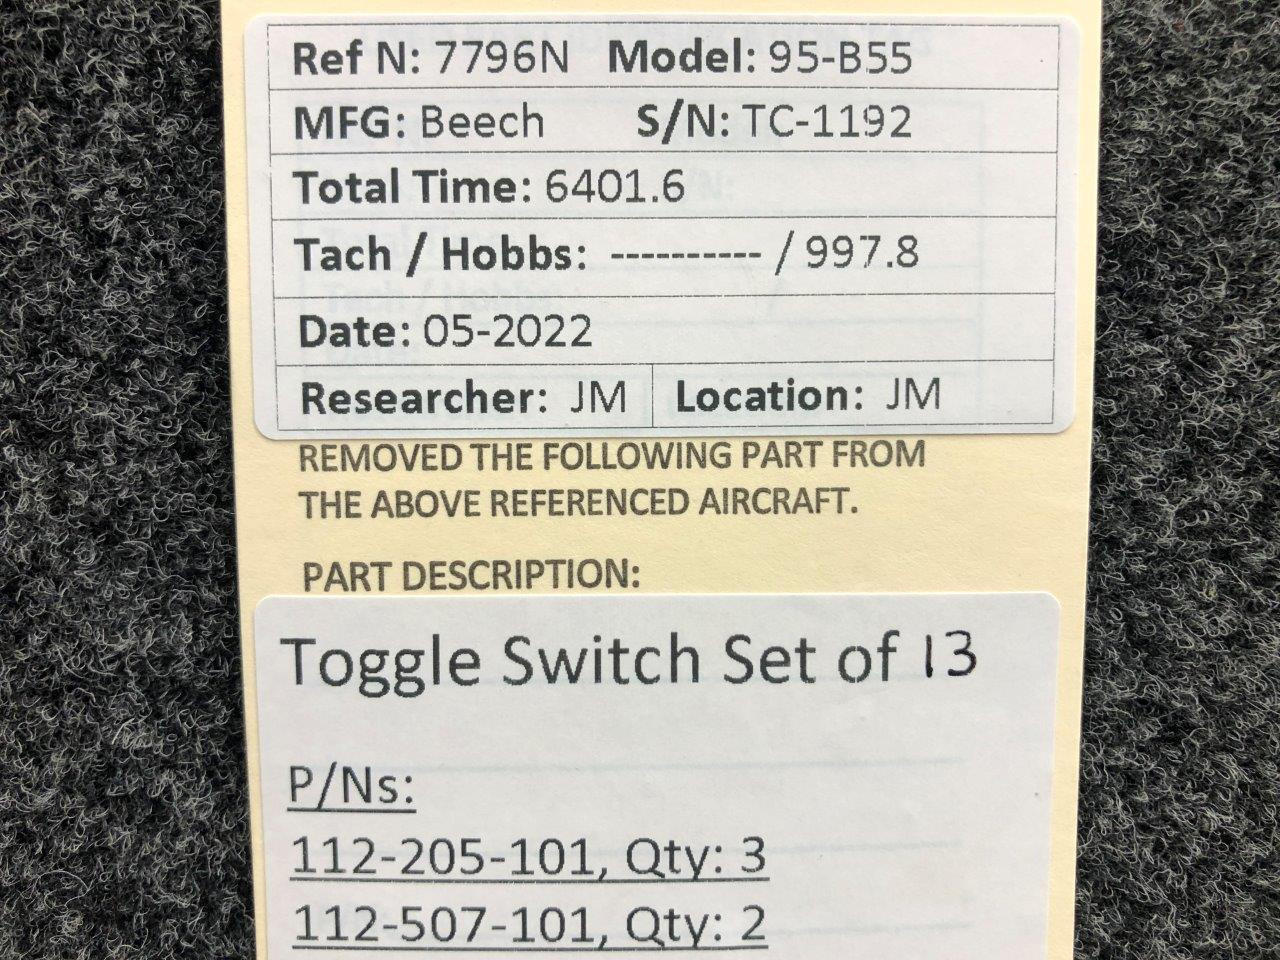 Ref N: 7796N Model: 95-B55
MFG: Beech S/N: TC-1192
Total Time: 6401.6
Tach / Hobbs: ---------- / 997.8
Date: 05-2022
Researcher: JM Location: JM
REMOVED THE FOLLOWING PART FROM
THE ABOVE REFERENCED AIRCRAFT.
PART DESCRIPTION:
Toggle Switch Set of 13
P/Ns:
112-205-101, Qty: 3
112-507-101, Qty: 2